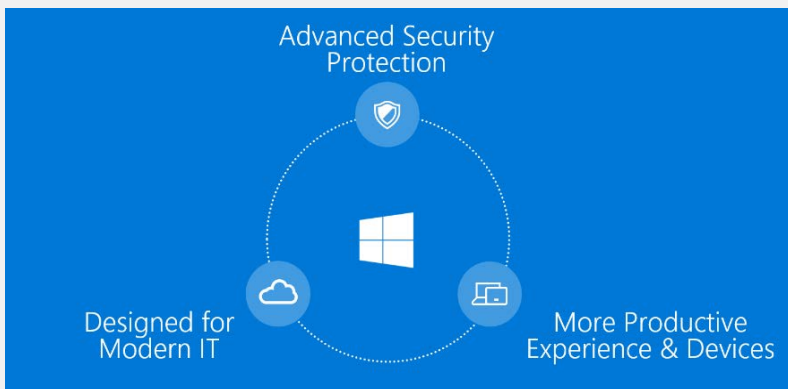 Advanced Security
Protection
Designed for
Modern IT
More Productive
Experience & Devices